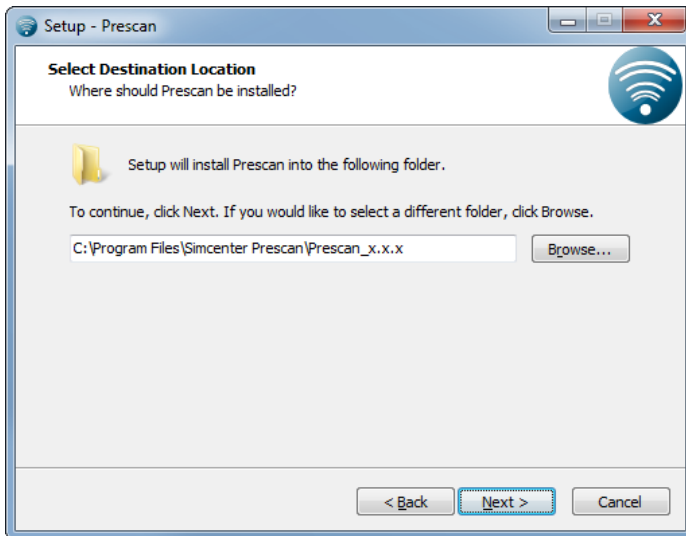 Setup - Prescan
Select Destination Location
Where should Prescan be installed?
Setup will install Prescan into the following folder.
To continue, click Next. If you would like to select a different folder, click Browse.
C:\Program Files\Simcenter Prescan\Prescan_x.x.x
Browse...
< Back
Next >
Cancel